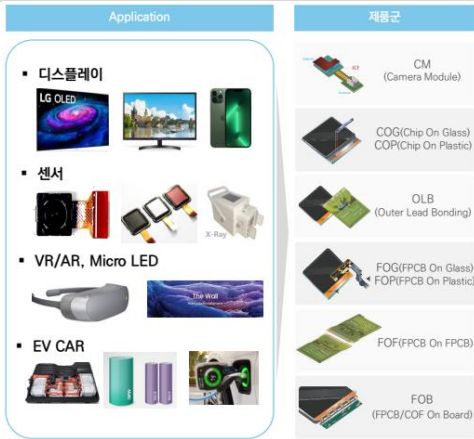 Application
▪ 디스플레이
LG OLED
▪ 센서
X-Ray
▪ VR/AR, Micro LED
The Wall
▪ EV CAR
제품군
CM
(Camera Module)
COG(Chip On Glass)
COP(Chip On Plastic)
OLB
(Outer Lead Bonding)
FOG(FPCB On Glass)
FOP(FPCB On Plastic)
FOF(FPCB On FPCB)
FOB
(FPCB/COF On Board)